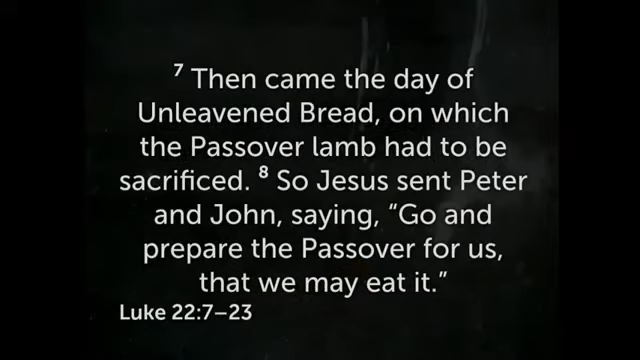 ⁷ Then came the day of
Unleavened Bread, on which
the Passover lamb had to be
sacrificed. ⁸ So Jesus sent Peter
and John, saying, “Go and
prepare the Passover for us,
that we may eat it.”
Luke 22:7–23